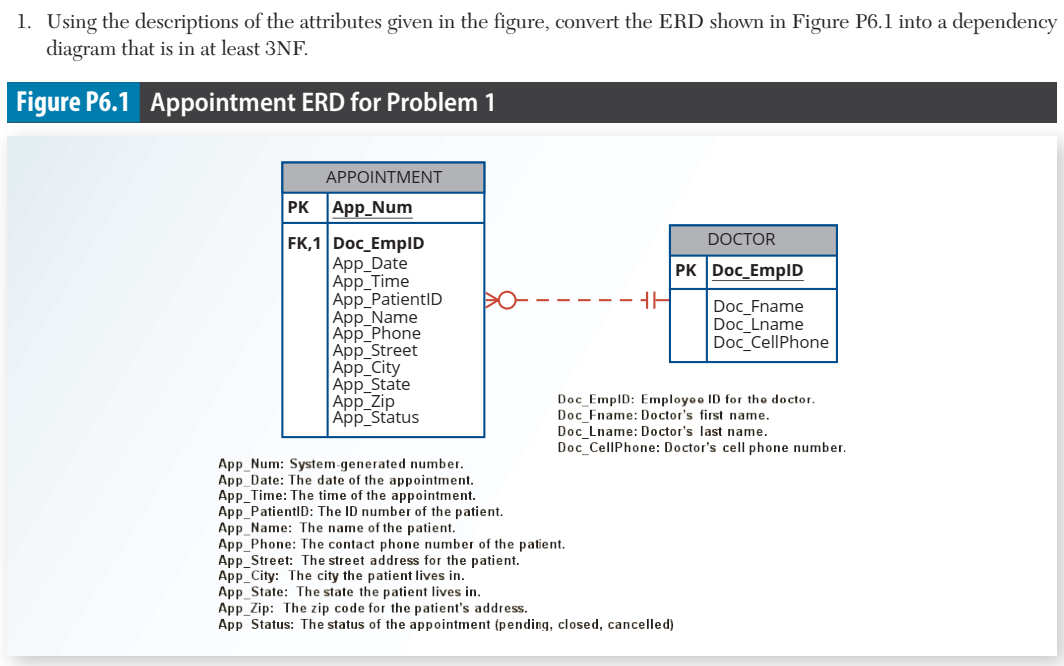 1. Using the descriptions of the attributes given in the figure, convert the ERD shown in Figure P6.1 into a dependency
diagram that is in at least 3NF.
Figure P6.1 Appointment ERD for Problem 1
APPOINTMENT
PK App_Num
FK,1 Doc_EmpID
App_Date
App_Time
App_PatientID
App_Name
App_Phone
App_Street
App_City
App_State
App_Zip
App_Status
DOCTOR
PK Doc_EmpID
Doc_Fname
Doc_Lname
Doc_CellPhone
Doc_EmpID: Employee ID for the doctor.
Doc_Fname: Doctor's first name.
Doc_Lname: Doctor's last name.
Doc_CellPhone: Doctor's cell phone number.
App_Num: System-generated number.
App_Date: The date of the appointment.
App_Time: The time of the appointment.
App_PatientID: The ID number of the patient.
App_Name: The name of the patient.
App_Phone: The contact phone number of the patient.
App_Street: The street address for the patient.
App_City: The city the patient lives in.
App_State: The state the patient lives in.
App_Zip: The zip code for the patient's address.
App_Status: The status of the appointment (pending, closed, cancelled)